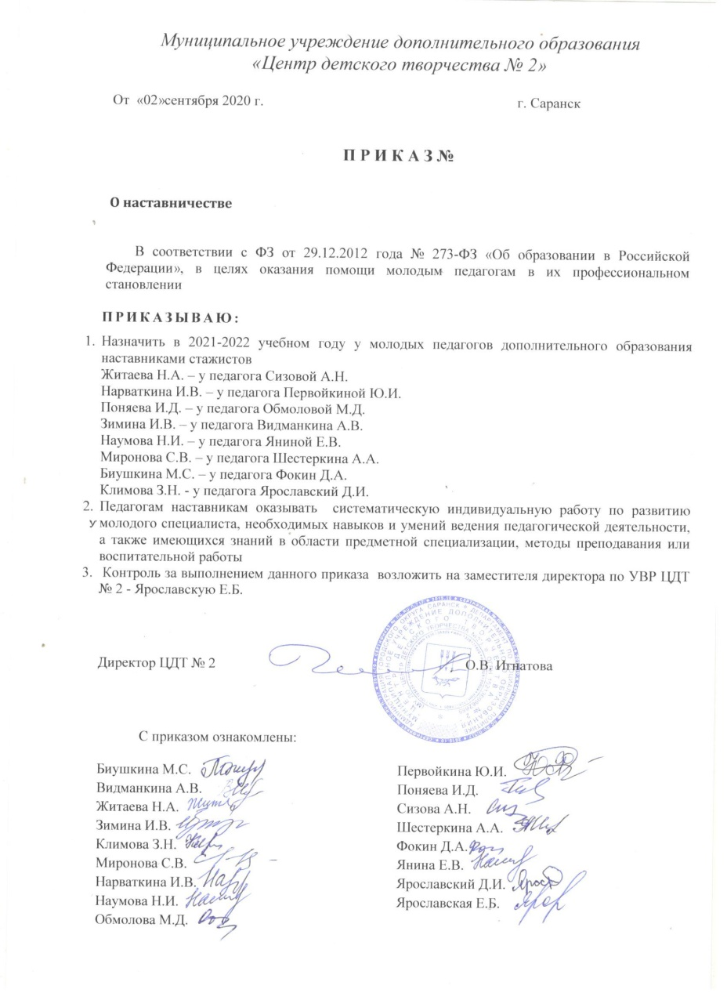 Муниципальное учреждение дополнительного образования
«Центр детского творчества № 2»
От «02»сентября 2020 г. г. Саранск
П Р И К А З №
О наставничестве
В соответствии с ФЗ от 29.12.2012 года № 273-ФЗ «Об образовании в Российской
Федерации», в целях оказания помощи молодым педагогам в их профессиональном
становлении
П Р И К А З Ы В А Ю :
1. Назначить в 2021-2022 учебном году у молодых педагогов дополнительного образования
наставниками стажистов
Житаева Н.А. – у педагога Сизовой А.Н.
Нарваткина И.В. – у педагога Первойкиной Ю.И.
Поняева И.Д. – у педагога Обмоловой М.Д.
Зимина И.В. – у педагога Видманкина А.В.
Наумова Н.И. – у педагога Яниной Е.В.
Миронова С.В. – у педагога Шестеркина А.А.
Биушкина М.С. – у педагога Фокин Д.А.
Климова З.Н. - у педагога Ярославский Д.И.
2. Педагогам наставникам оказывать систематическую индивидуальную работу по развитию
у молодого специалиста, необходимых навыков и умений ведения педагогической деятельности,
а также имеющихся знаний в области предметной специализации, методы преподавания или
воспитательной работы
3. Контроль за выполнением данного приказа возложить на заместителя директора по УВР ЦДТ
№ 2 - Ярославскую Е.Б.
Директор ЦДТ № 2 О.В. Игнатова
С приказом ознакомлены:
Биушкина М.С.
Видманкина А.В.
Житаева Н.А.
Зимина И.В.
Климова З.Н.
Миронова С.В.
Нарваткина И.В.
Наумова Н.И.
Обмолова М.Д.
Первойкина Ю.И.
Поняева И.Д.
Сизова А.Н.
Шестеркина А.А.
Фокин Д.А.
Янина Е.В.
Ярославский Д.И.
Ярославская Е.Б.